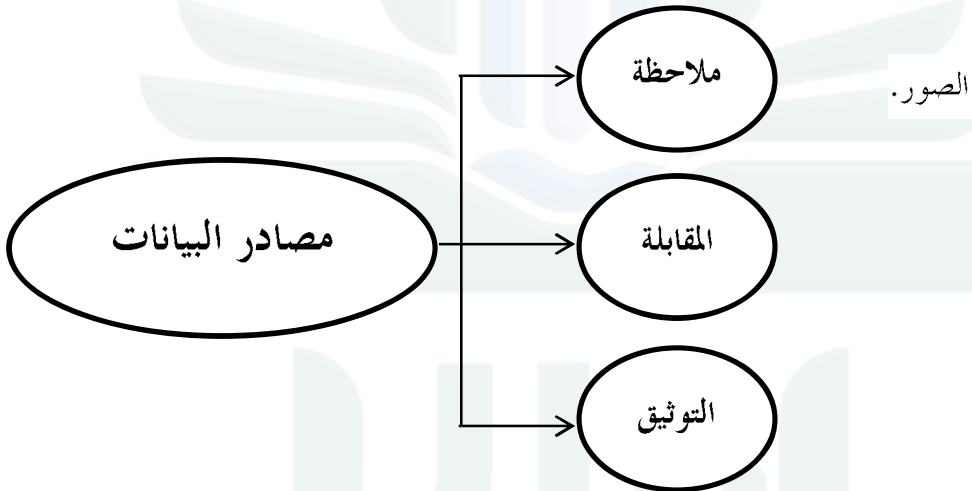 الصور.
ملاحظة
مصادر البيانات
المقابلة
التوثيق